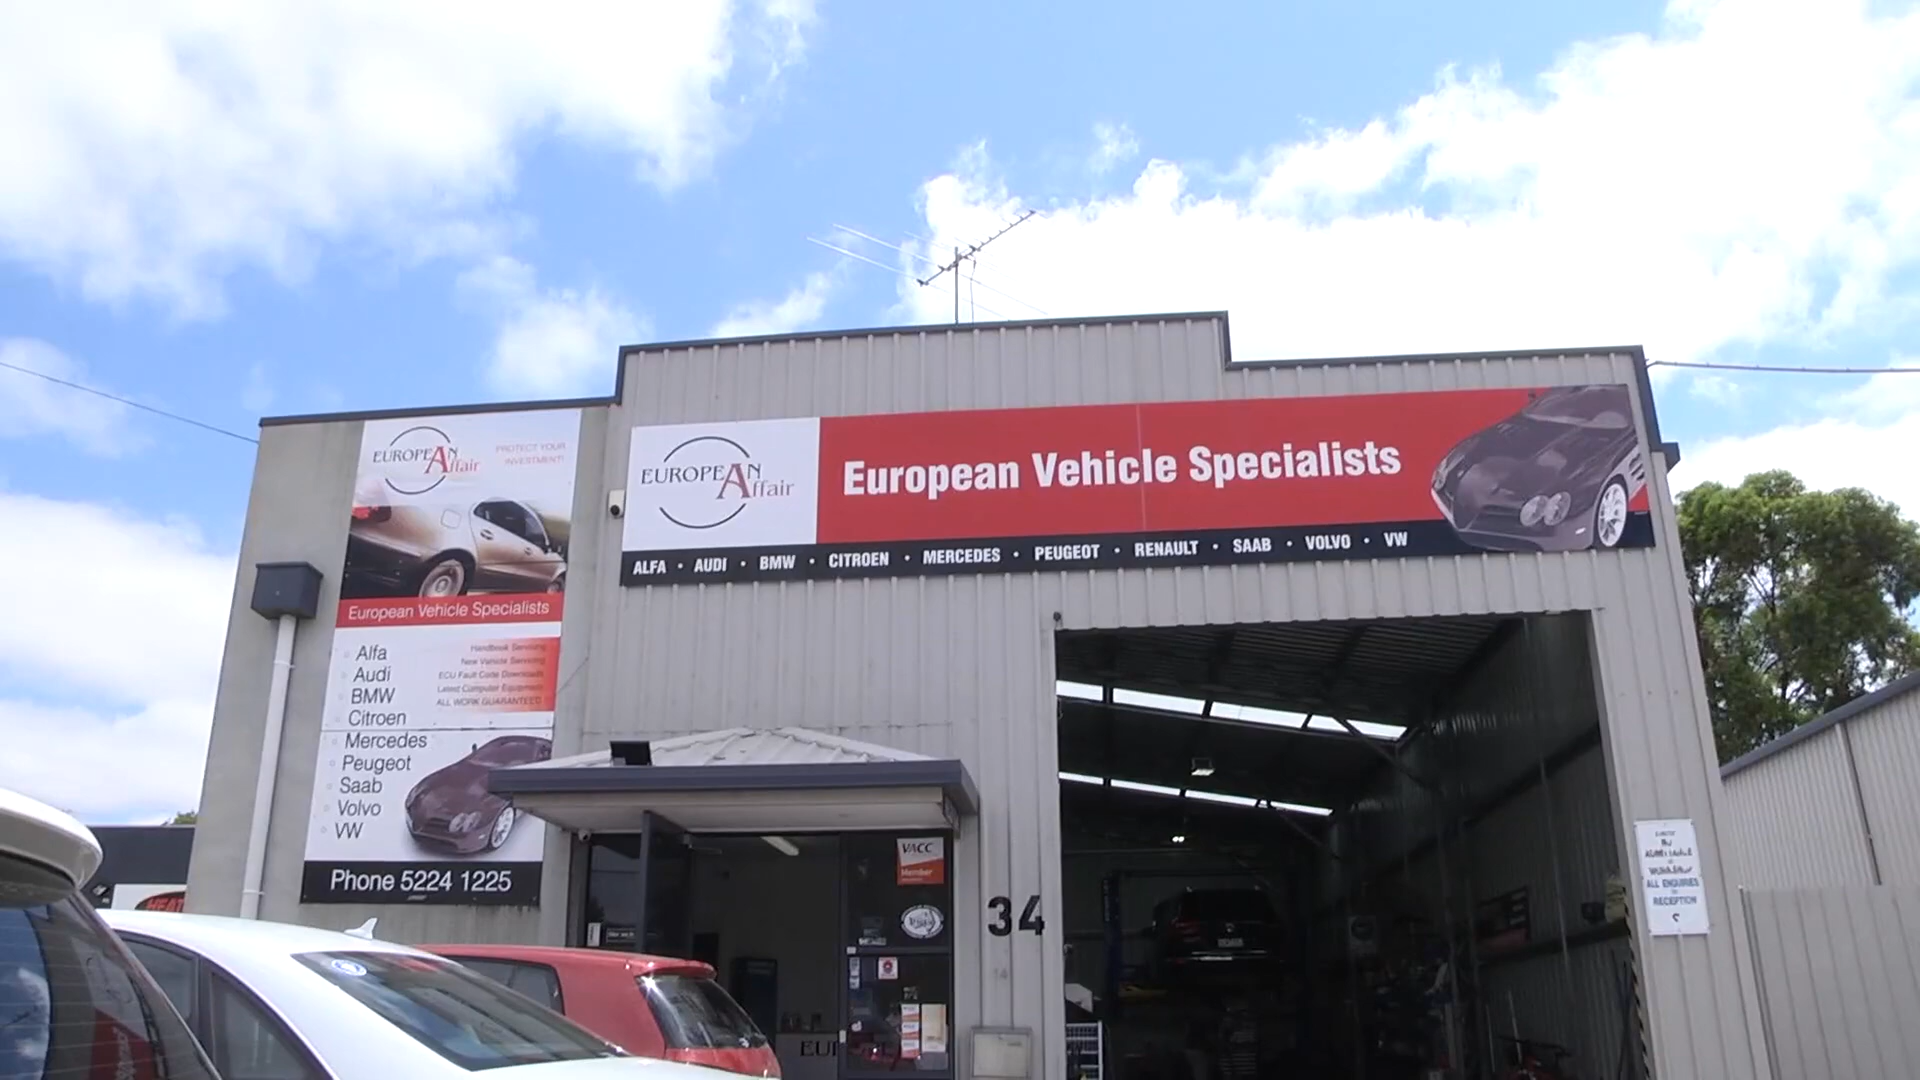 EUROPEAN
Affair
PROTECT YOUR
INVESTMENT!
European Vehicle Specialists
Alfa
Audi
BMW
Citroen
Mercedes
Peugeot
Saab
Volvo
VW
Handbook Servicing
New Vehicle Servicing
ECU Fault Code Downloads
Latest Computer Equipment
ALL WORK GUARANTEED
Phone 5224 1225
EUROPEAN
Affair
European Vehicle Specialists
ALFA • AUDI • BMW • CITROEN • MERCEDES • PEUGEOT • RENAULT • SAAB • VOLVO • VW
VACC
Member
34
ALL ENQUIRIES
RECEPTION
HEAT